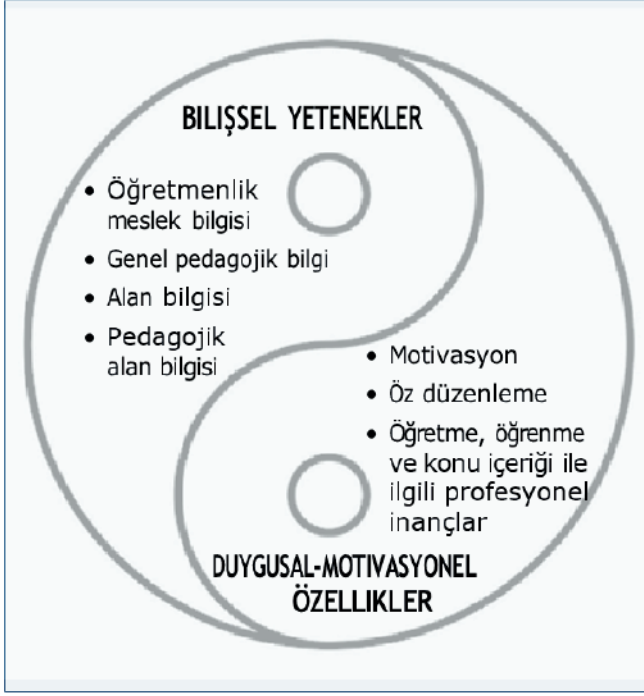 BILIŞSEL YETENEKLER
• Öğretmenlik
meslek bilgisi
• Genel pedagojik bilgi
• Alan bilgisi
• Pedagojik
alan bilgisi
• Motivasyon
• Öz düzenleme
• Öğretme, öğrenme
ve konu içeriği ile
ilgili profesyonel
inançlar
DUYGUSAL-MOTIVASYONEL
ÖZELLIKLER